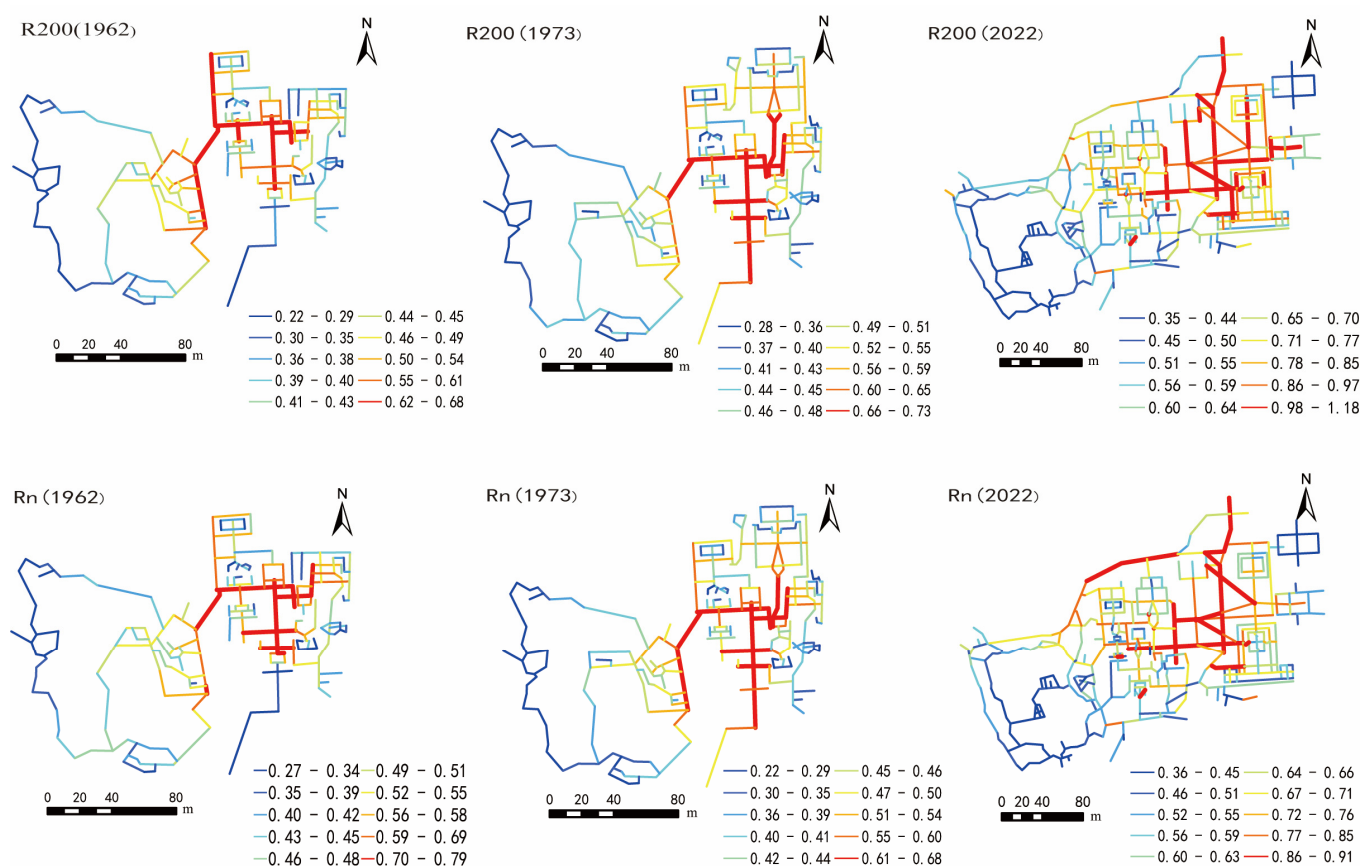 R200(1962)
N
0.22 - 0.29 0.44 - 0.45
0.30 - 0.35 0.46 - 0.49
0.36 - 0.38 0.50 - 0.54
0.39 - 0.40 0.55 - 0.61
0.41 - 0.43 0.62 - 0.68
0 20 40 80
m
R200 (1973)
N
0.28 - 0.36 0.49 - 0.51
0.37 - 0.40 0.52 - 0.55
0.41 - 0.43 0.56 - 0.59
0.44 - 0.45 0.60 - 0.65
0.46 - 0.48 0.66 - 0.73
0 20 40 80
m
R200 (2022)
N
0.35 - 0.44 0.65 - 0.70
0.45 - 0.50 0.71 - 0.77
0.51 - 0.55 0.78 - 0.85
0.56 - 0.59 0.86 - 0.97
0.60 - 0.64 0.98 - 1.18
0 20 40 80
m
Rn (1962)
N
0.27 - 0.34 0.49 - 0.51
0.35 - 0.39 0.52 - 0.55
0.40 - 0.42 0.56 - 0.58
0.43 - 0.45 0.59 - 0.69
0.46 - 0.48 0.70 - 0.79
0 20 40 80
m
Rn (1973)
N
0.22 - 0.29 0.45 - 0.46
0.30 - 0.35 0.47 - 0.50
0.36 - 0.39 0.51 - 0.54
0.40 - 0.41 0.55 - 0.60
0.42 - 0.44 0.61 - 0.68
0 20 40 80
m
Rn (2022)
N
0.36 - 0.45 0.64 - 0.66
0.46 - 0.51 0.67 - 0.71
0.52 - 0.55 0.72 - 0.76
0.56 - 0.59 0.77 - 0.85
0.60 - 0.63 0.86 - 0.91
0 20 40 80
m